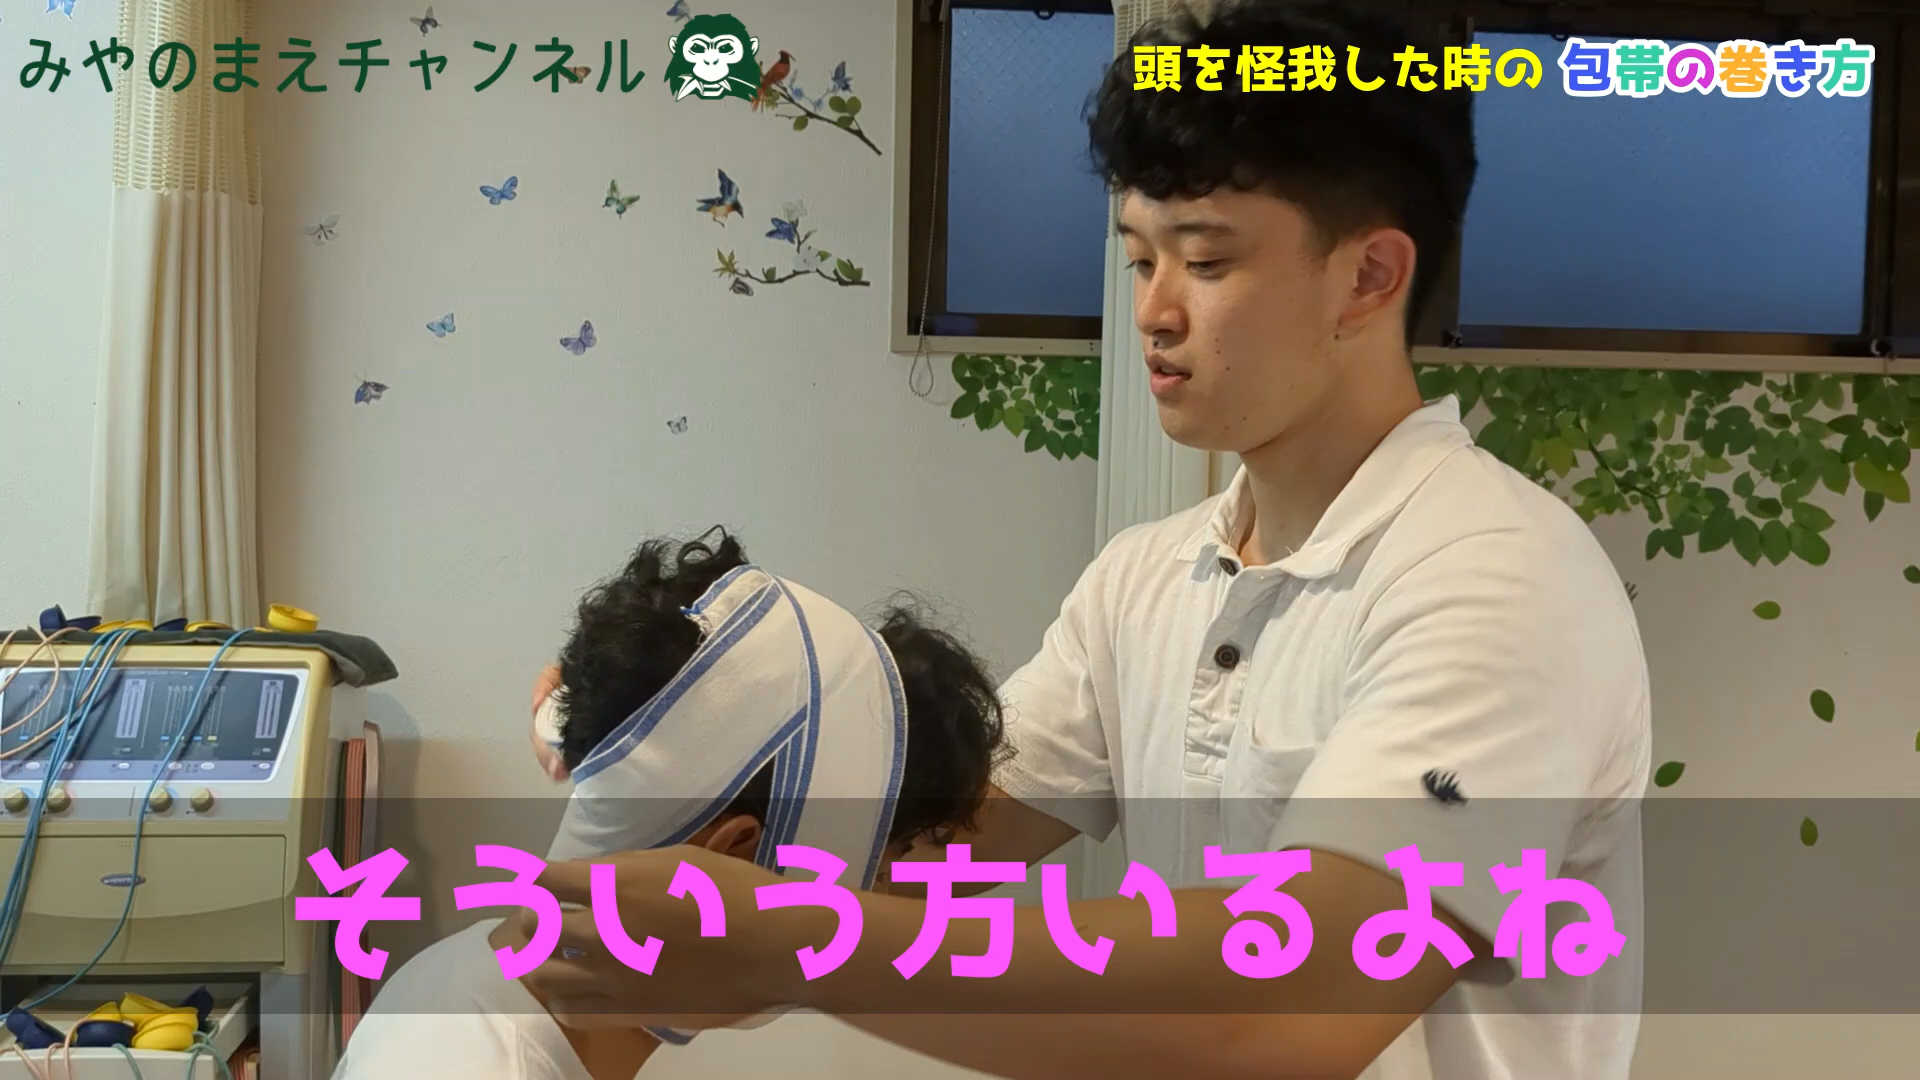 みやのまえチャンネル
頭を怪我した時の 包帯の巻き方
そういう方いるよね